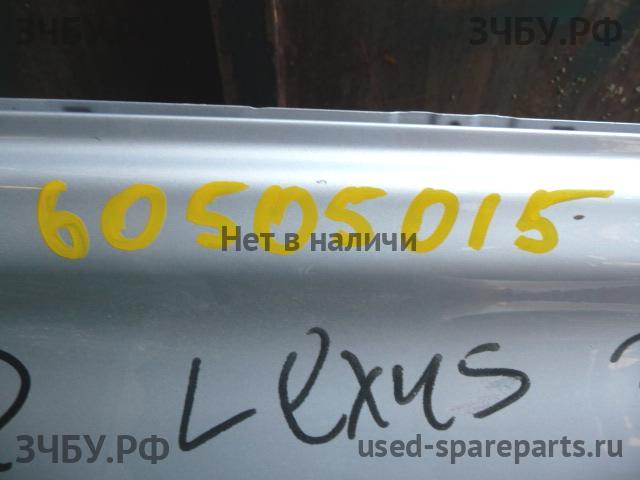 ЗЧБУ.РФ ЗЧБУ.РФ
60505015
Нет в наличи
Lexus
ЗЧБУ.РФ used-spareparts.ru